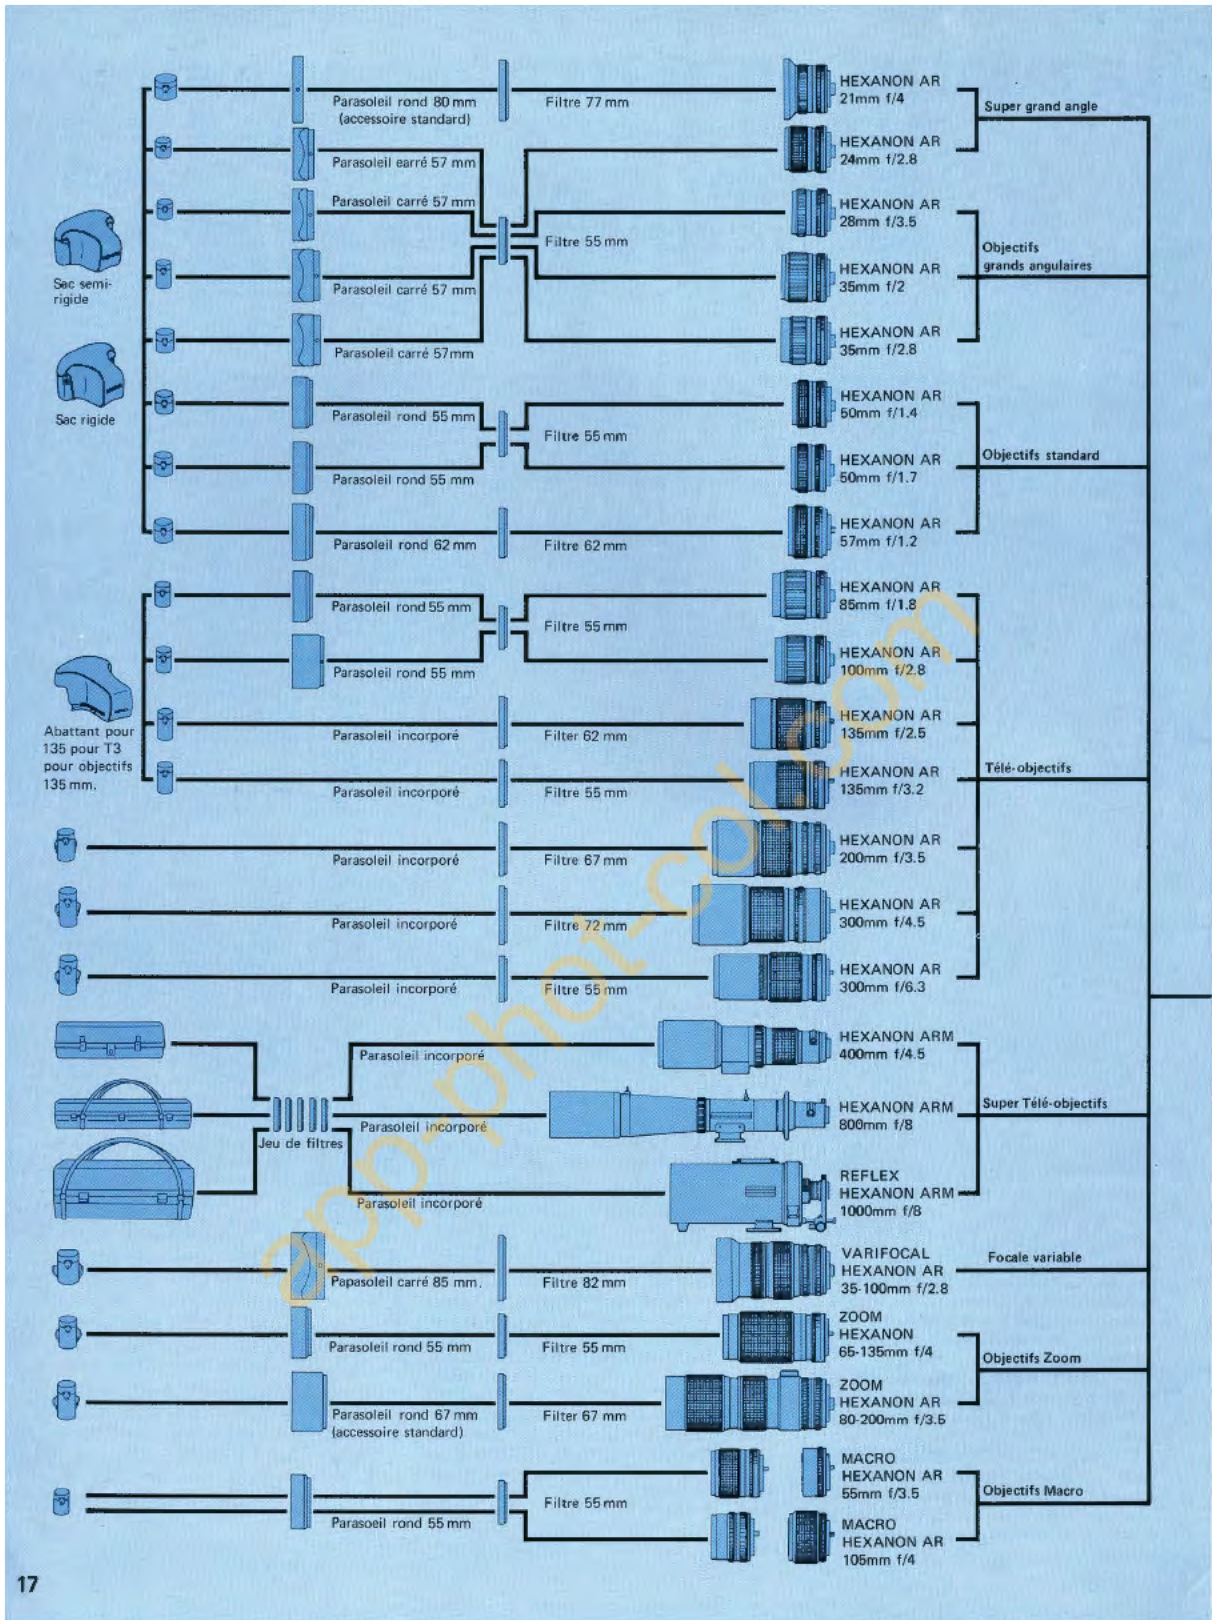 HEXANON AR
21mm f/4
Parasoleil rond 80 mm
(accessoire standard)
Filtre 77 mm
Super grand angle
HEXANON AR
24mm f/2.8
Parasoleil earré 57 mm
Parasoleil carré 57 mm
HEXANON AR
28mm f/3.5
Filtre 55 mm
Objectifs
grands angulaires
Sac semi-
rigide
Parasoleil carré 57 mm
HEXANON AR
35mm f/2
Parasoleil carré 57mm
HEXANON AR
35mm f/2.8
Sac rigide
Parasoleil rond 55 mm
HEXANON AR
50mm f/1.4
Filtre 55 mm
Objectifs standard
Parasoleil rond 55 mm
HEXANON AR
50mm f/1.7
Parasoleil rond 62 mm
Filtre 62 mm
HEXANON AR
57mm f/1.2
Parasoleil rond 55 mm
HEXANON AR
85mm f/1.8
Filtre 55 mm
Parasoleil rond 55 mm
HEXANON AR
100mm f/2.8
Abattant pour
135 pour T3
pour objectifs
135 mm.
Parasoleil incorporé
Filter 62 mm
HEXANON AR
135mm f/2.5
Télé-objectifs
Parasoleil incorporé
Filtre 55 mm
HEXANON AR
135mm f/3.2
Parasoleil incorporé
Filtre 67 mm
HEXANON AR
200mm f/3.5
Parasoleil incorporé
Filtre 72 mm
HEXANON AR
300mm f/4.5
Parasoleil incorporé
Filtre 55 mm
HEXANON AR
300mm f/6.3
Parasoleil incorporé
HEXANON ARM
400mm f/4.5
Parasoleil incorporé
HEXANON ARM
800mm f/8
Super Télé-objectifs
Jeu de filtres
Parasoleil incorporé
REFLEX
HEXANON ARM
1000mm f/8
Papasoleil carré 85 mm.
Filtre 82 mm
VARIFOCAL
HEXANON AR
35-100mm f/2.8
Focale variable
Parasoleil rond 55 mm
Filtre 55 mm
ZOOM
HEXANON
65-135mm f/4
Objectifs Zoom
Parasoleil rond 67 mm
(accessoire standard)
Filter 67 mm
ZOOM
HEXANON AR
80-200mm f/3.5
MACRO
HEXANON AR
55mm f/3.5
Filtre 55 mm
Objectifs Macro
Parasoeil rond 55 mm
MACRO
HEXANON AR
105mm f/4
17
app-phot-col.com